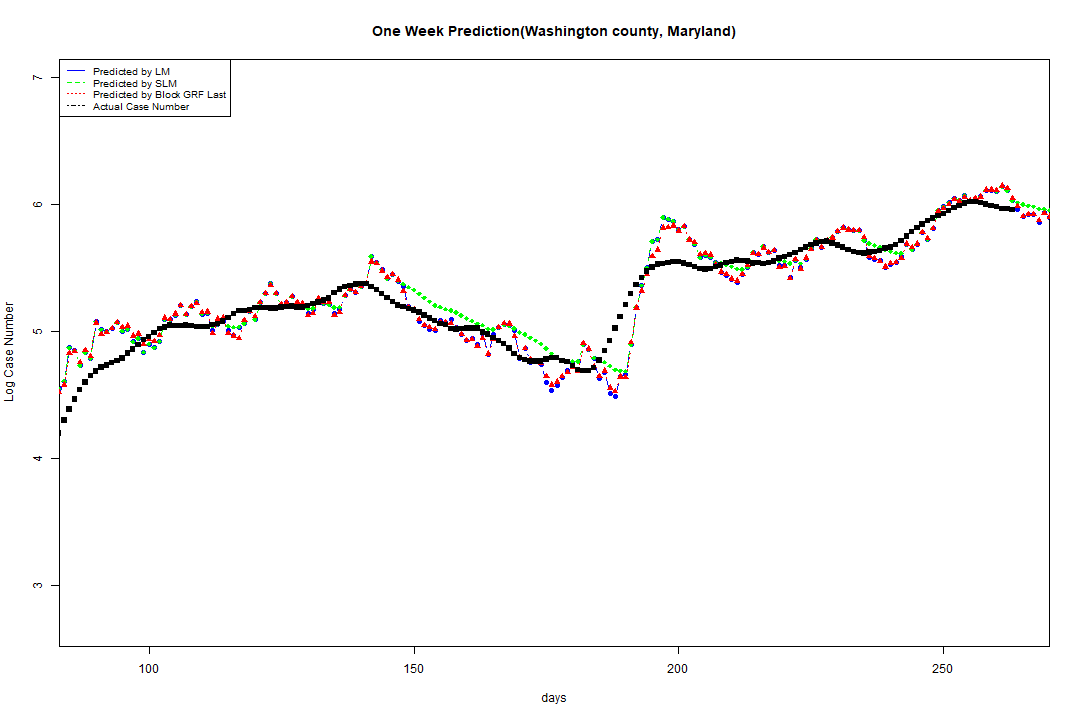 One Week Prediction(Washington county, Maryland)
Predicted by LM
Predicted by SLM
Predicted by Block GRF Last
Actual Case Number
7
6
5
4
3
Log Case Number
100 150 200 250
days